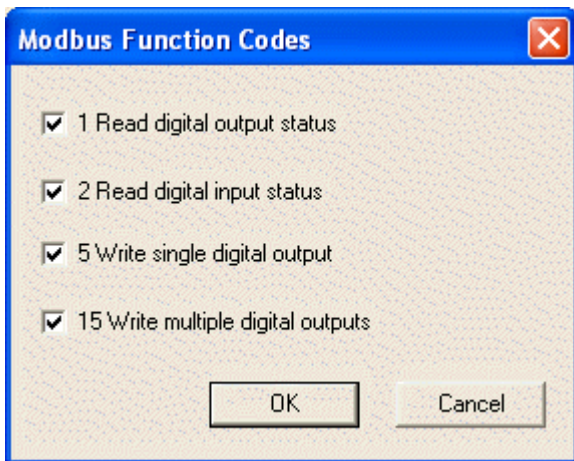 Modbus Function Codes
1 Read digital output status
2 Read digital input status
5 Write single digital output
15 Write multiple digital outputs
OK Cancel